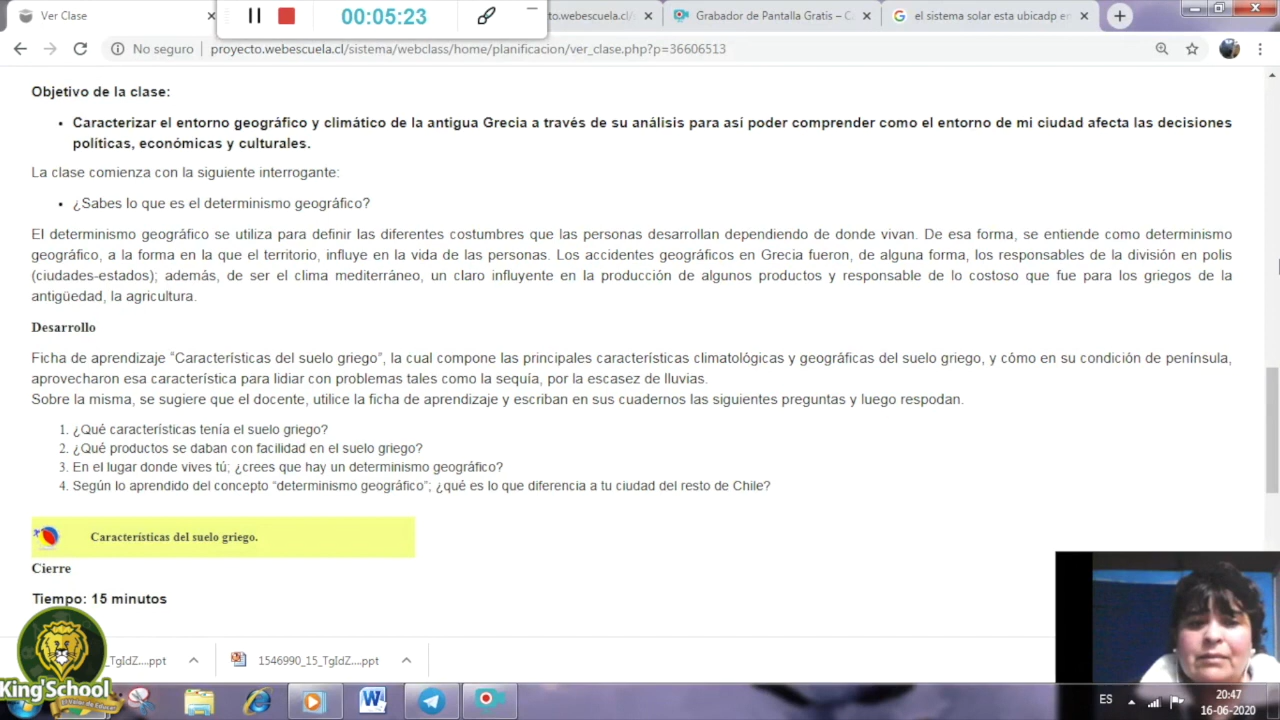 Ver Clase
00:05:23
to.webescuela.cl/
Grabador de Pantalla Gratis – C
el sistema solar esta ubicadp en
No seguro
proyecto.webescuela.cl/sistema/webclass/home/planificacion/ver_clase.php?p=36606513
Objetivo de la clase:
• Caracterizar el entorno geográfico y climático de la antigua Grecia a través de su análisis para así poder comprender como el entorno de mi ciudad afecta las decisiones
políticas, económicas y culturales.
La clase comienza con la siguiente interrogante:
• ¿Sabes lo que es el determinismo geográfico?
El determinismo geográfico se utiliza para definir las diferentes costumbres que las personas desarrollan dependiendo de donde vivan. De esa forma, se entiende como determinismo
geográfico, a la forma en la que el territorio, influye en la vida de las personas. Los accidentes geográficos en Grecia fueron, de alguna forma, los responsables de la división en polis
(ciudades-estados); además, de ser el clima mediterráneo, un claro influyente en la producción de algunos productos y responsable de lo costoso que fue para los griegos de la
antigüedad, la agricultura.
Desarrollo
Ficha de aprendizaje “Características del suelo griego”, la cual compone las principales características climatológicas y geográficas del suelo griego, y cómo en su condición de península,
aprovecharon esa característica para lidiar con problemas tales como la sequía, por la escasez de lluvias.
Sobre la misma, se sugiere que el docente, utilice la ficha de aprendizaje y escriban en sus cuadernos las siguientes preguntas y luego respodan.
1. ¿Qué características tenía el suelo griego?
2. ¿Qué productos se daban con facilidad en el suelo griego?
3. En el lugar donde vives tú; ¿crees que hay un determinismo geográfico?
4. Según lo aprendido del concepto “determinismo geográfico”; ¿qué es lo que diferencia a tu ciudad del resto de Chile?
Características del suelo griego.
Cierre
Tiempo: 15 minutos
_TgIdZ....ppt
1546990_15_TgIdZ....ppt
King'School
ES
20:47
16-06-2020